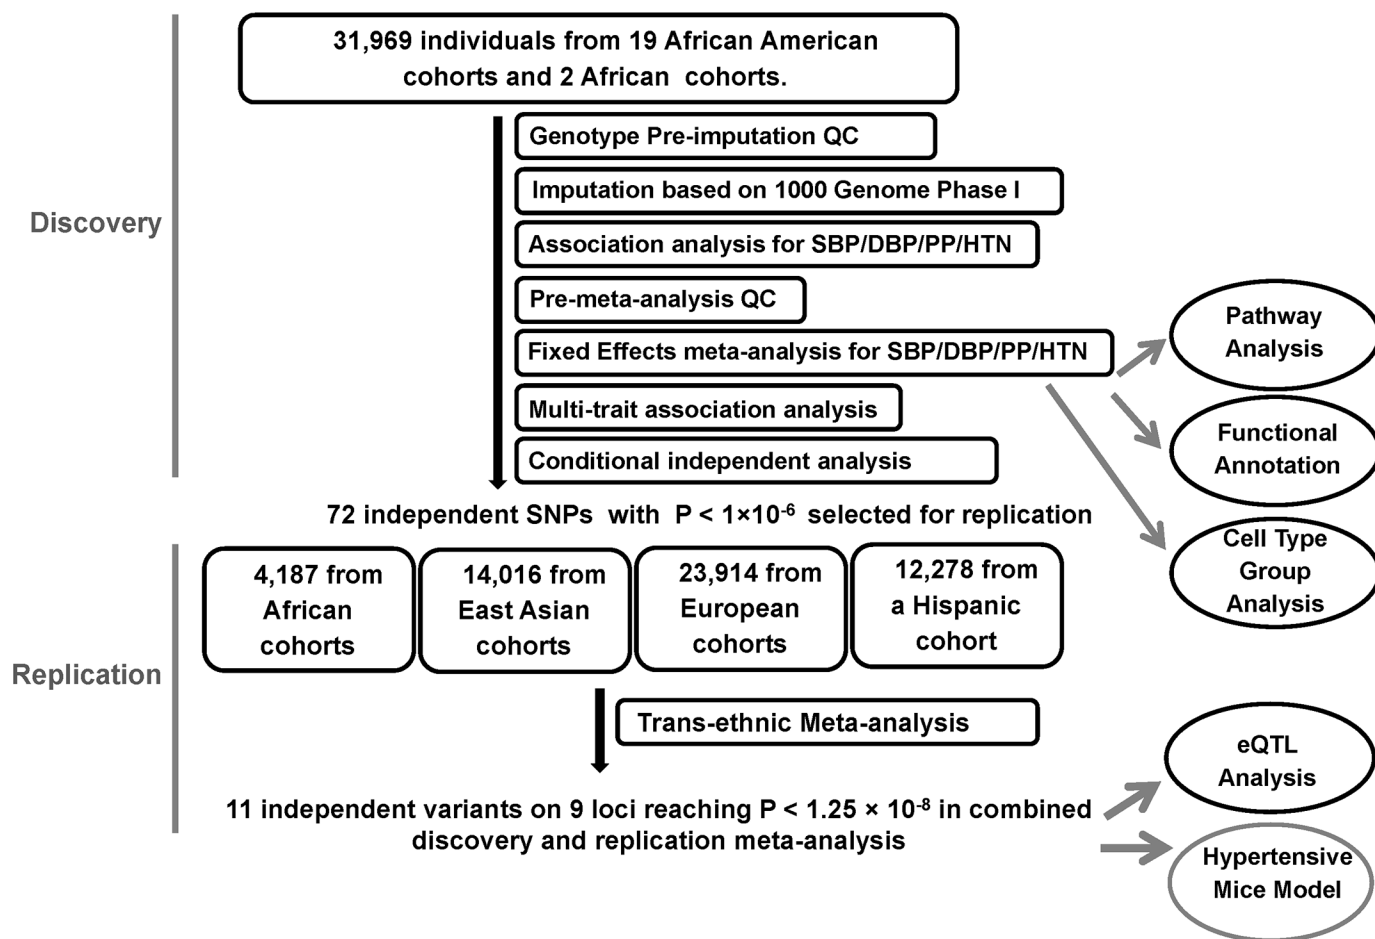 31,969 individuals from 19 African American
cohorts and 2 African cohorts.
Discovery
Genotype Pre-imputation QC
Imputation based on 1000 Genome Phase I
Association analysis for SBP/DBP/PP/HTN
Pre-meta-analysis QC
Fixed Effects meta-analysis for SBP/DBP/PP/HTN
Multi-trait association analysis
Conditional independent analysis
Pathway
Analysis
Functional
Annotation
Cell Type
Group
Analysis
72 independent SNPs with P < 1×10⁻⁶ selected for replication
Replication
4,187 from
African
cohorts
14,016 from
East Asian
cohorts
23,914 from
European
cohorts
12,278 from
a Hispanic
cohort
Trans-ethnic Meta-analysis
11 independent variants on 9 loci reaching P < 1.25 × 10⁻⁸ in combined
discovery and replication meta-analysis
eQTL
Analysis
Hypertensive
Mice Model